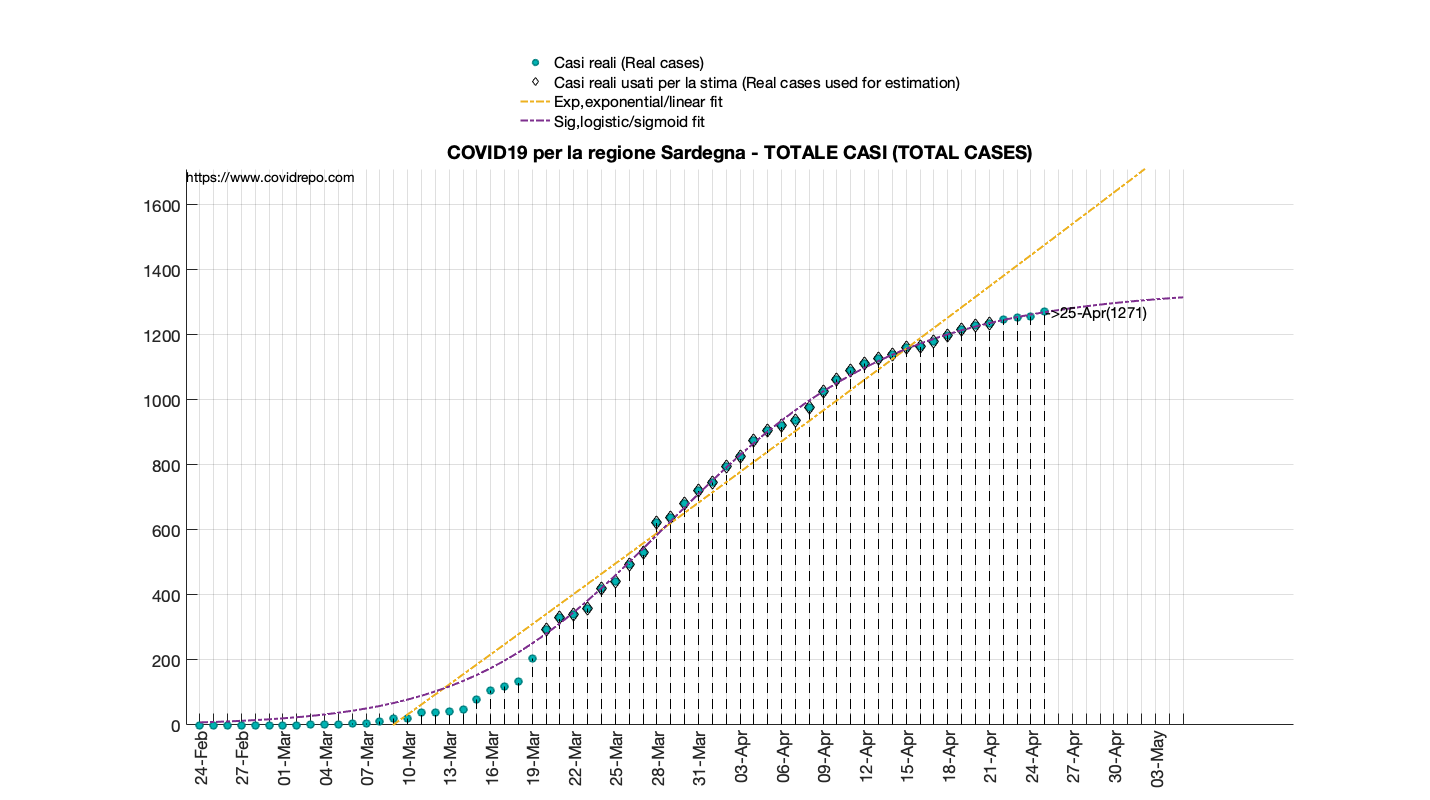 Casi reali (Real cases)
Casi reali usati per la stima (Real cases used for estimation)
Exp,exponential/linear fit
Sig,logistic/sigmoid fit
COVID19 per la regione Sardegna - TOTALE CASI (TOTAL CASES)
https://www.covidrepo.com
1600
1400
1200
1000
800
600
400
200
0
>25-Apr(1271)
24-Feb
27-Feb
01-Mar
04-Mar
07-Mar
10-Mar
13-Mar
16-Mar
19-Mar
22-Mar
25-Mar
28-Mar
31-Mar
03-Apr
06-Apr
09-Apr
12-Apr
15-Apr
18-Apr
21-Apr
24-Apr
27-Apr
30-Apr
03-May